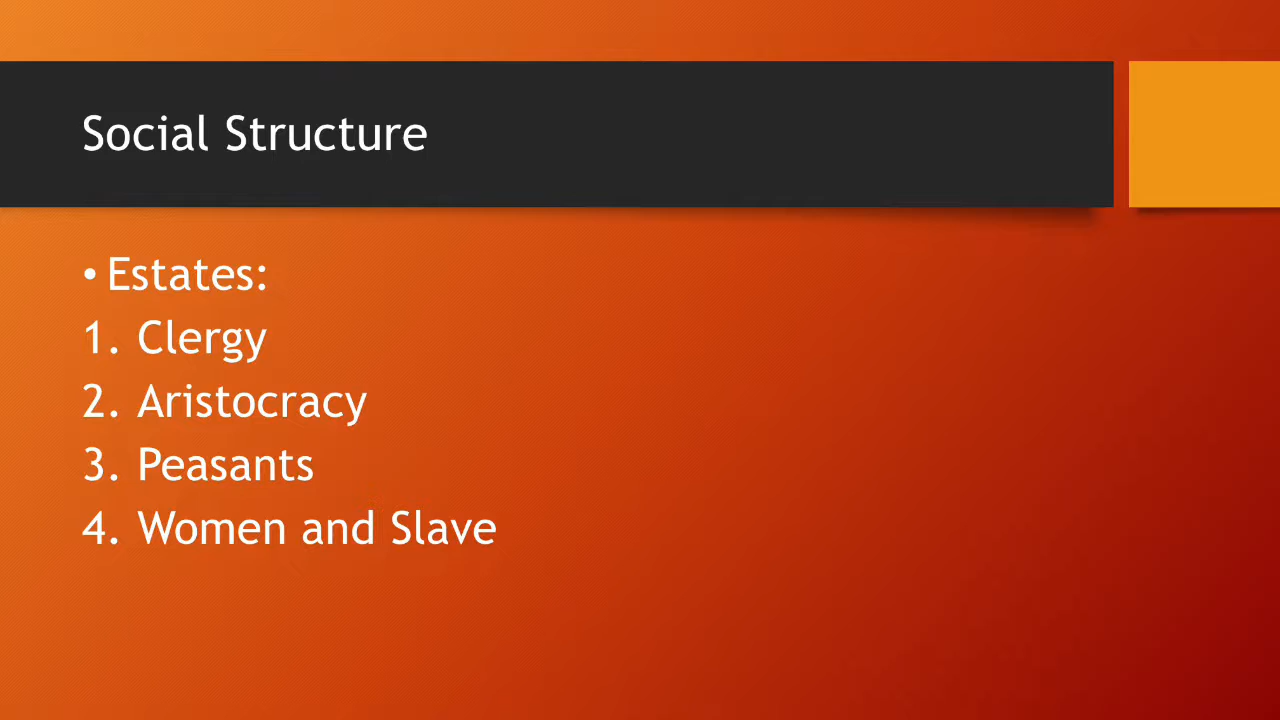 Social Structure
• Estates:
1. Clergy
2. Aristocracy
3. Peasants
4. Women and Slave